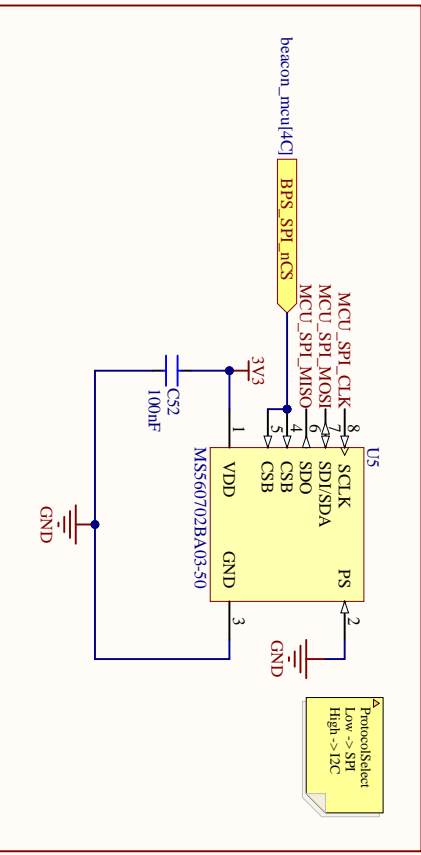 U5
ProtocolSelect
Low -> SPI
High -> I2C
MCU_SPI_CLK 8 SCLK PS 2
MCU_SPI_MOSI 7 SDI/SDA
MCU_SPI_MISO 6 SDO
beacon_mcu[4C] BPS_SPI_nCS 4 CSB
5 CSB
GND
3V3
1 VDD GND 3
MS560702BA03-50
C52
100nF
GND